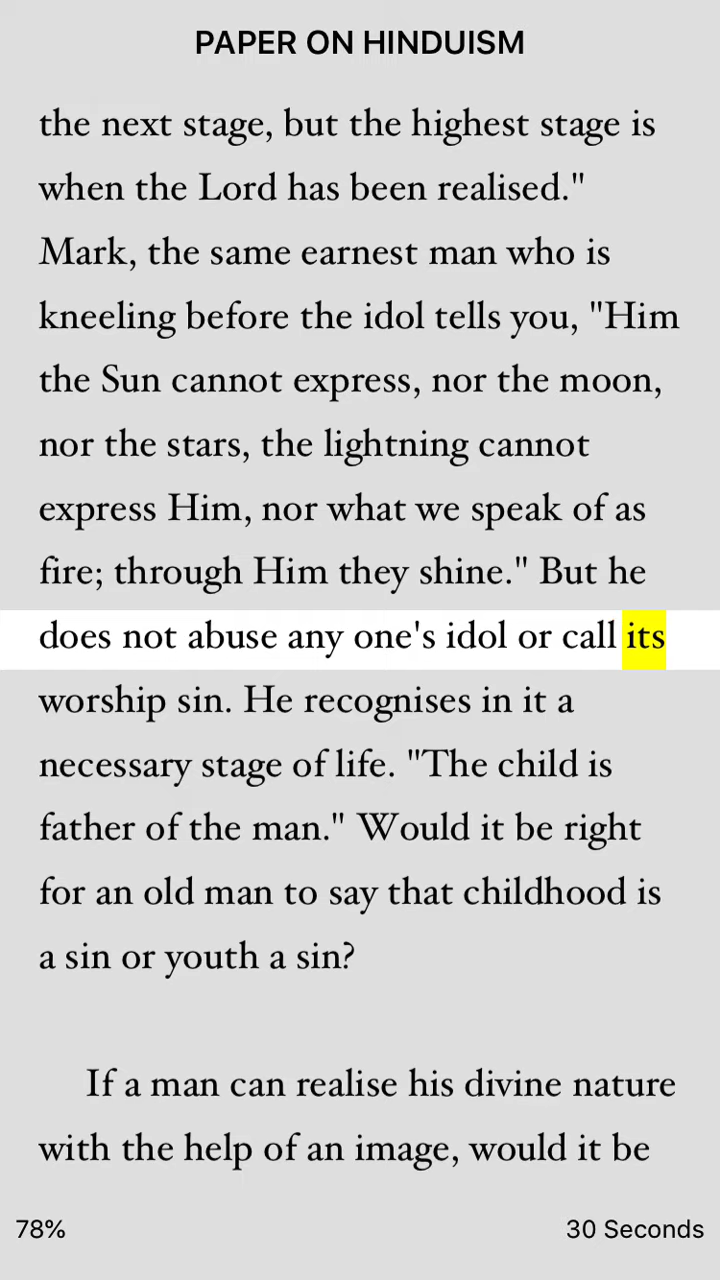 PAPER ON HINDUISM
the next stage, but the highest stage is
when the Lord has been realised."
Mark, the same earnest man who is
kneeling before the idol tells you, "Him
the Sun cannot express, nor the moon,
nor the stars, the lightning cannot
express Him, nor what we speak of as
fire; through Him they shine." But he
does not abuse any one's idol or call its
worship sin. He recognises in it a
necessary stage of life. "The child is
father of the man." Would it be right
for an old man to say that childhood is
a sin or youth a sin?
If a man can realise his divine nature
with the help of an image, would it be
78%
30 Seconds